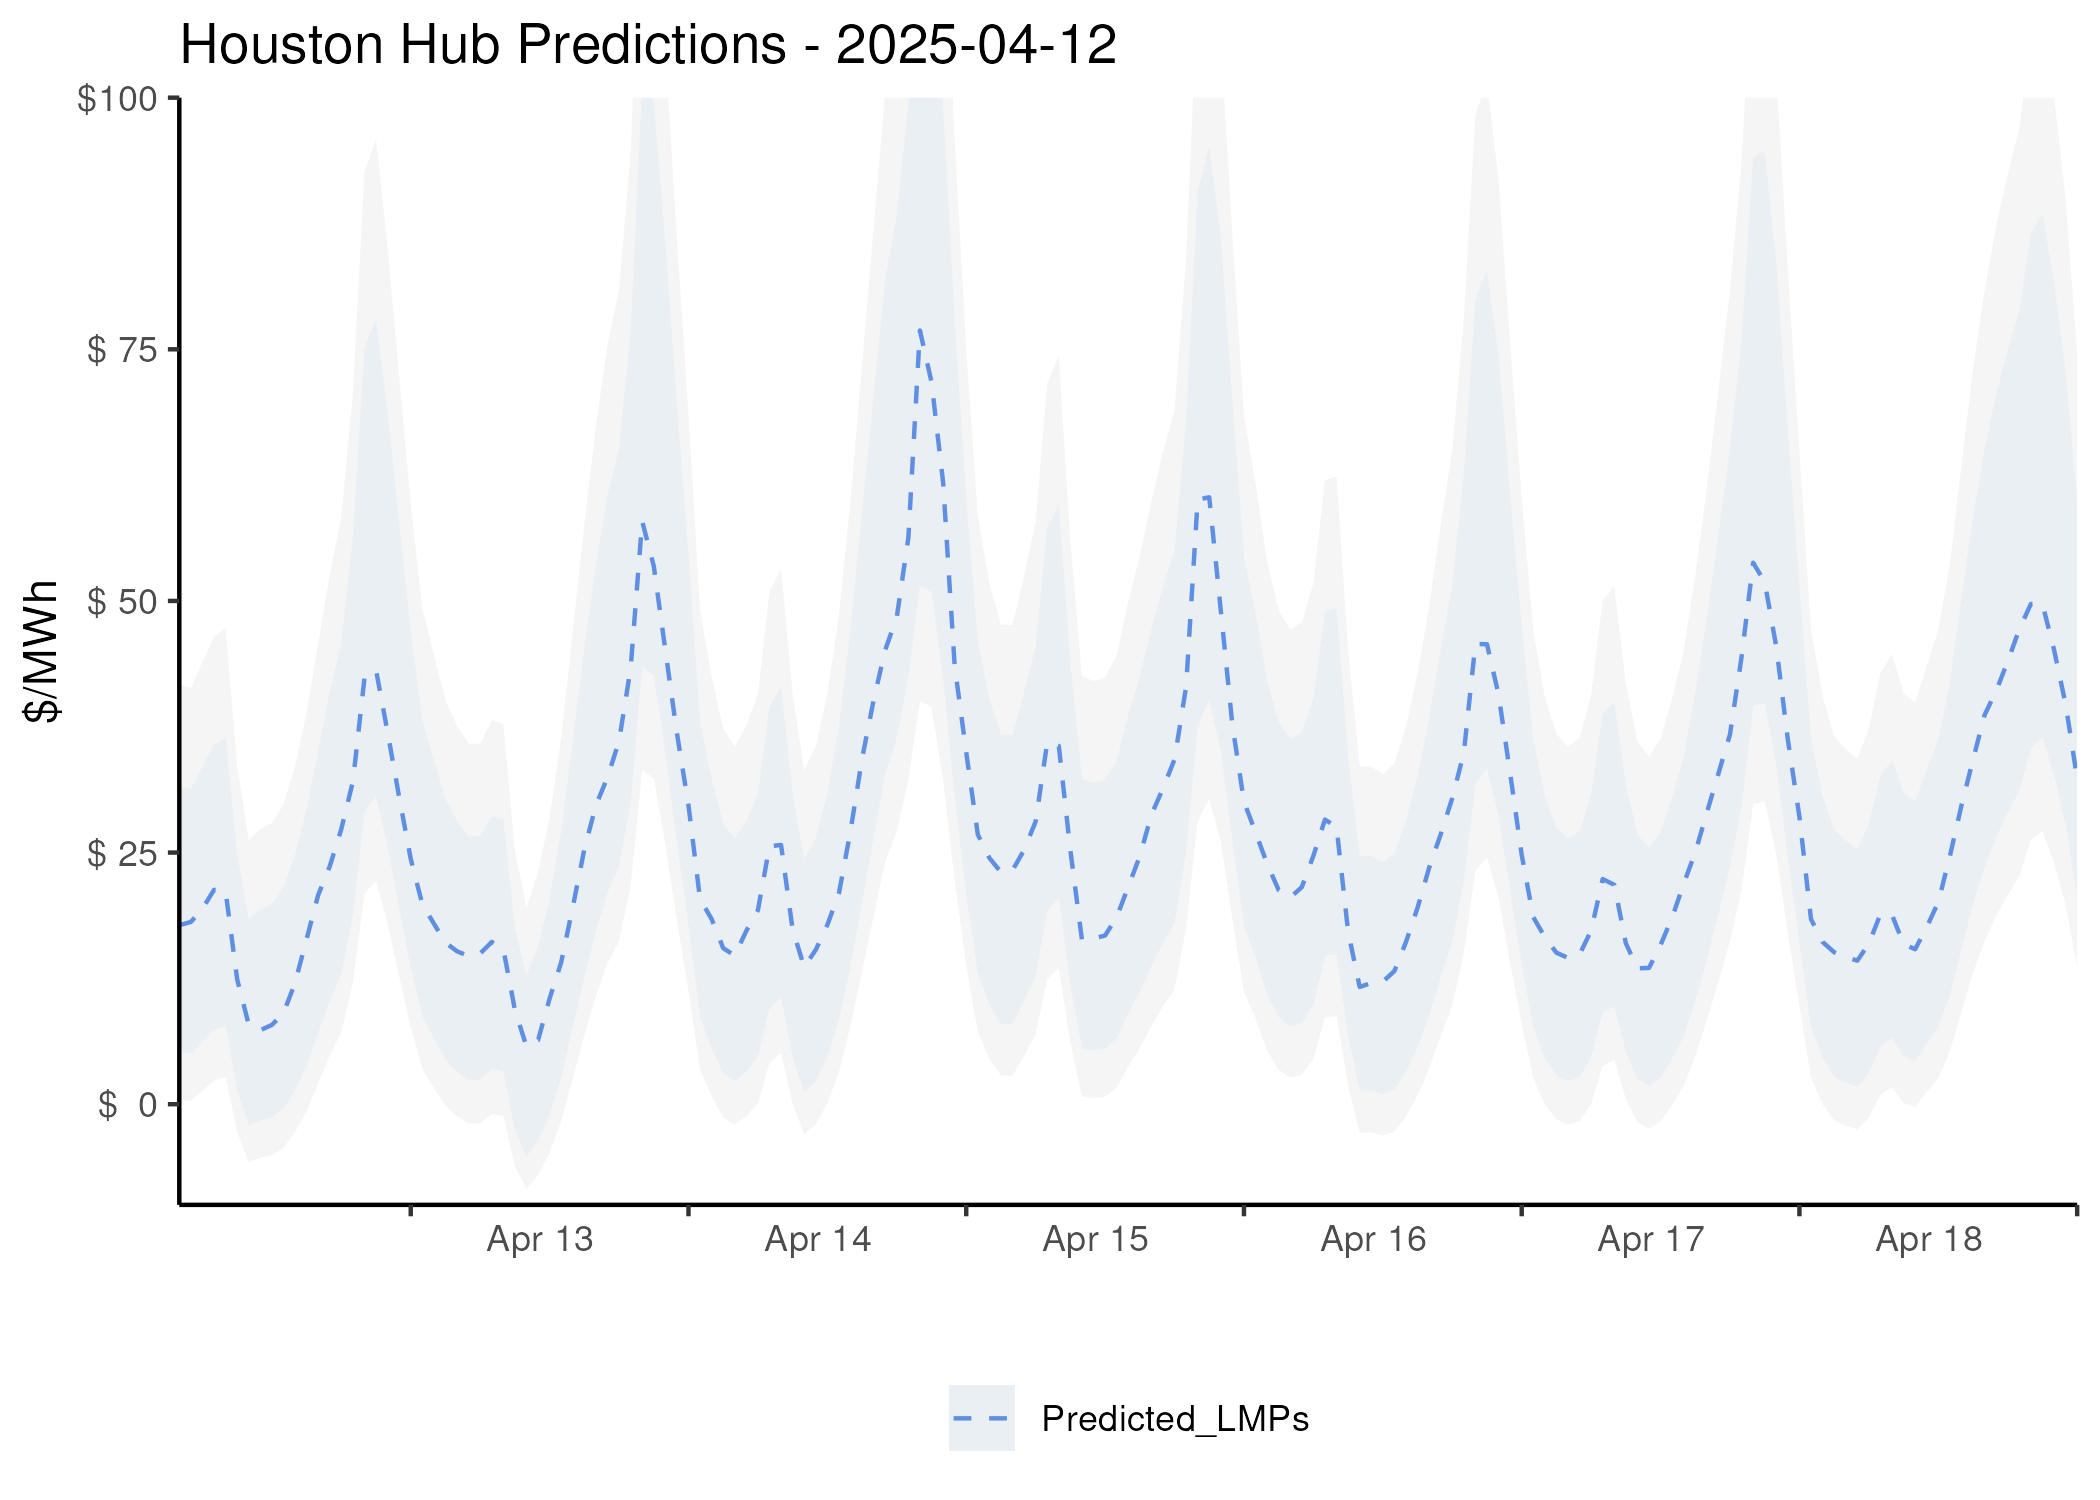 Houston Hub Predictions - 2025-04-12
$100
$ 75
$ 50
$ 25
$ 0
$/MWh
Apr 13 Apr 14 Apr 15 Apr 16 Apr 17 Apr 18
Predicted_LMPs